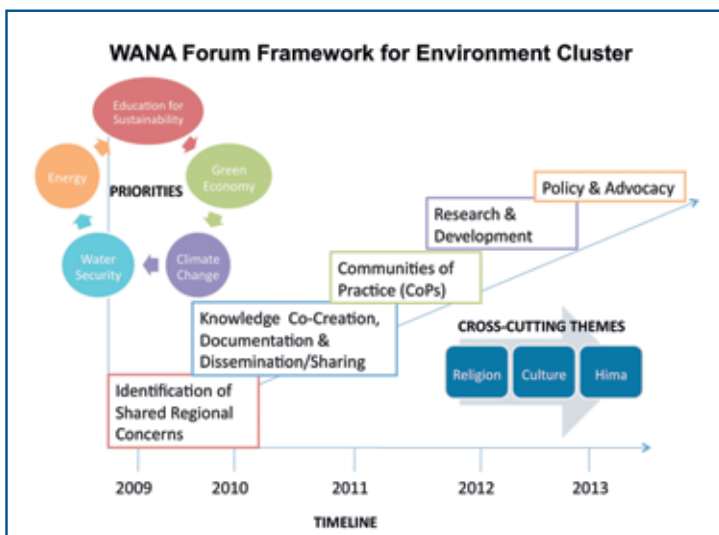 WANA Forum Framework for Environment Cluster
Education for
Sustainability
Energy
PRIORITIES
Green
Economy
Water
Security
Climate
Change
Policy & Advocacy
Research &
Development
Communities of
Practice (CoPs)
Knowledge Co-Creation,
Documentation &
Dissemination/Sharing
Identification of
Shared Regional
Concerns
CROSS-CUTTING THEMES
Religion Culture Hima
2009 2010 2011 2012 2013
TIMELINE